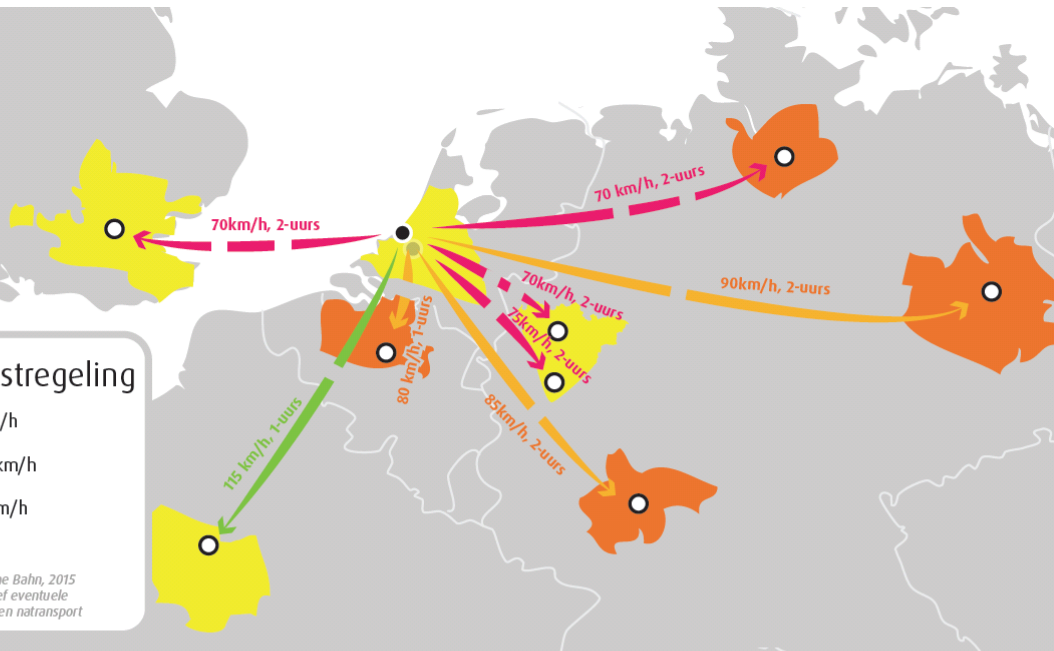 70 km/h, 2-uurs
70km/h, 2-uurs
90km/h, 2-uurs
70km/h, 2-uurs
75km/h, 2-uurs
80 km/h, 1-uurs
85km/h, 2-uurs
115 km/h, 1-uurs
stregeling
/h
km/h
m/h
ne Bahn, 2015
ef eventuele
en natransport